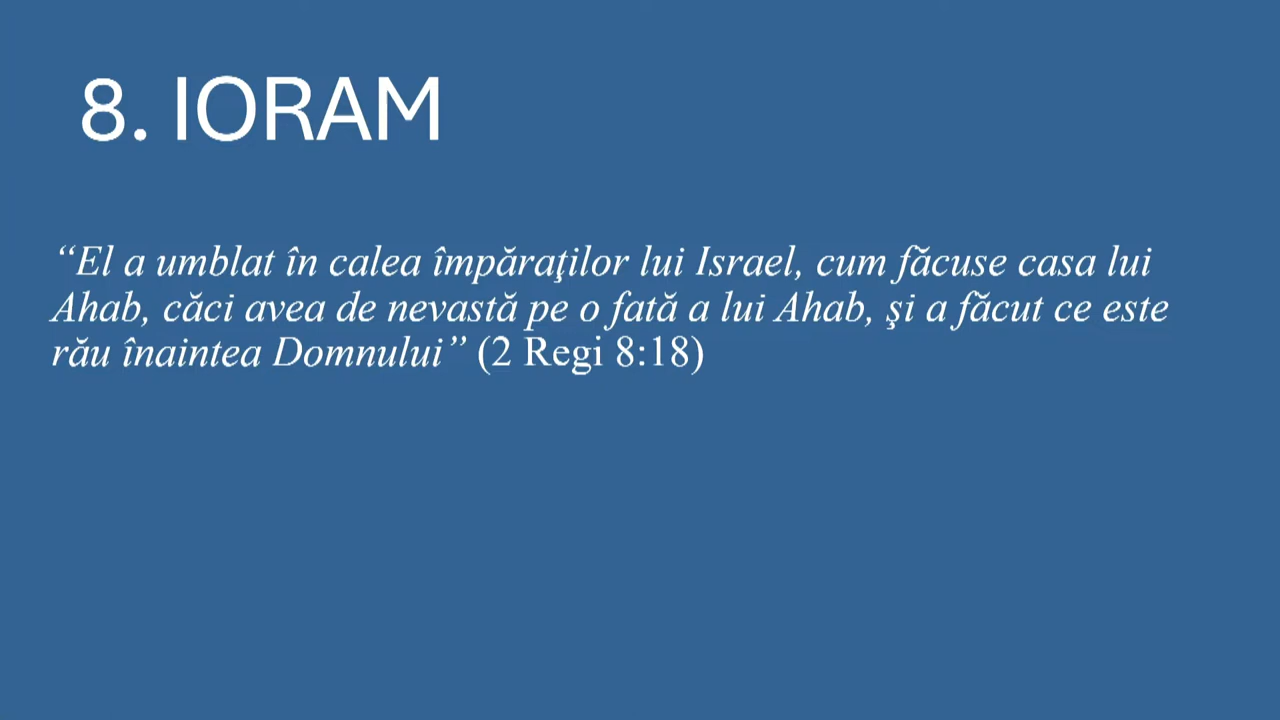 8. IORAM
“El a umblat în calea împăraţilor lui Israel, cum făcuse casa lui
Ahab, căci avea de nevastă pe o fată a lui Ahab, şi a făcut ce este
rău înaintea Domnului” (2 Regi 8:18)